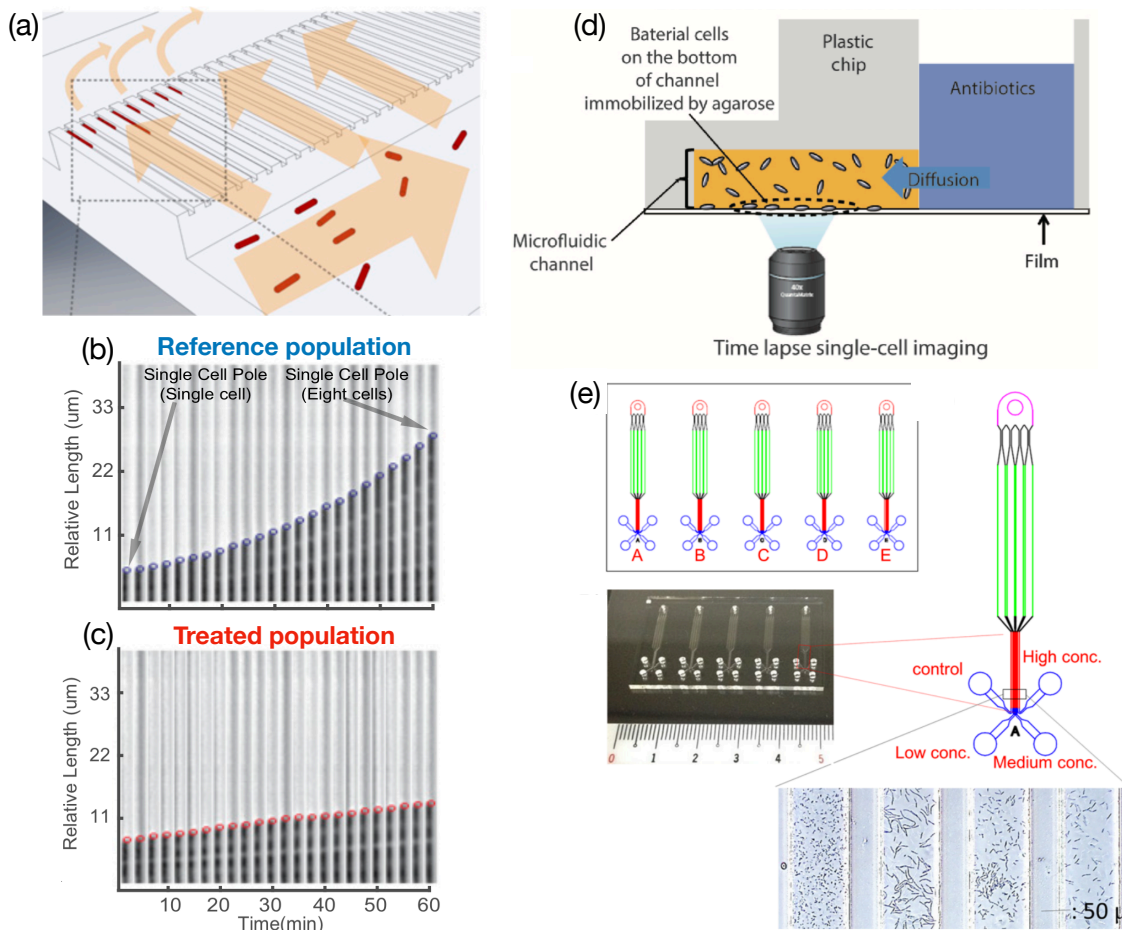 (a)
(b)
Reference population
Single Cell Pole
(Single cell)
Single Cell Pole
(Eight cells)
Relative Length (um)
33
22
11
(c)
Treated population
Relative Length (um)
33
22
11
10
20
30
40
50
60
Time(min)
(d)
Baterial cells
on the bottom
of channel
immobilized by agarose
Plastic
chip
Antibiotics
Diffusion
Microfluidic
channel
Film
40x
QuantaMatrix
Time lapse single-cell imaging
(e)
A
B
C
D
E
A
B
C
D
E
0
1
2
3
4
5
control
High conc.
A
Low conc.
Medium conc.
: 50 μ